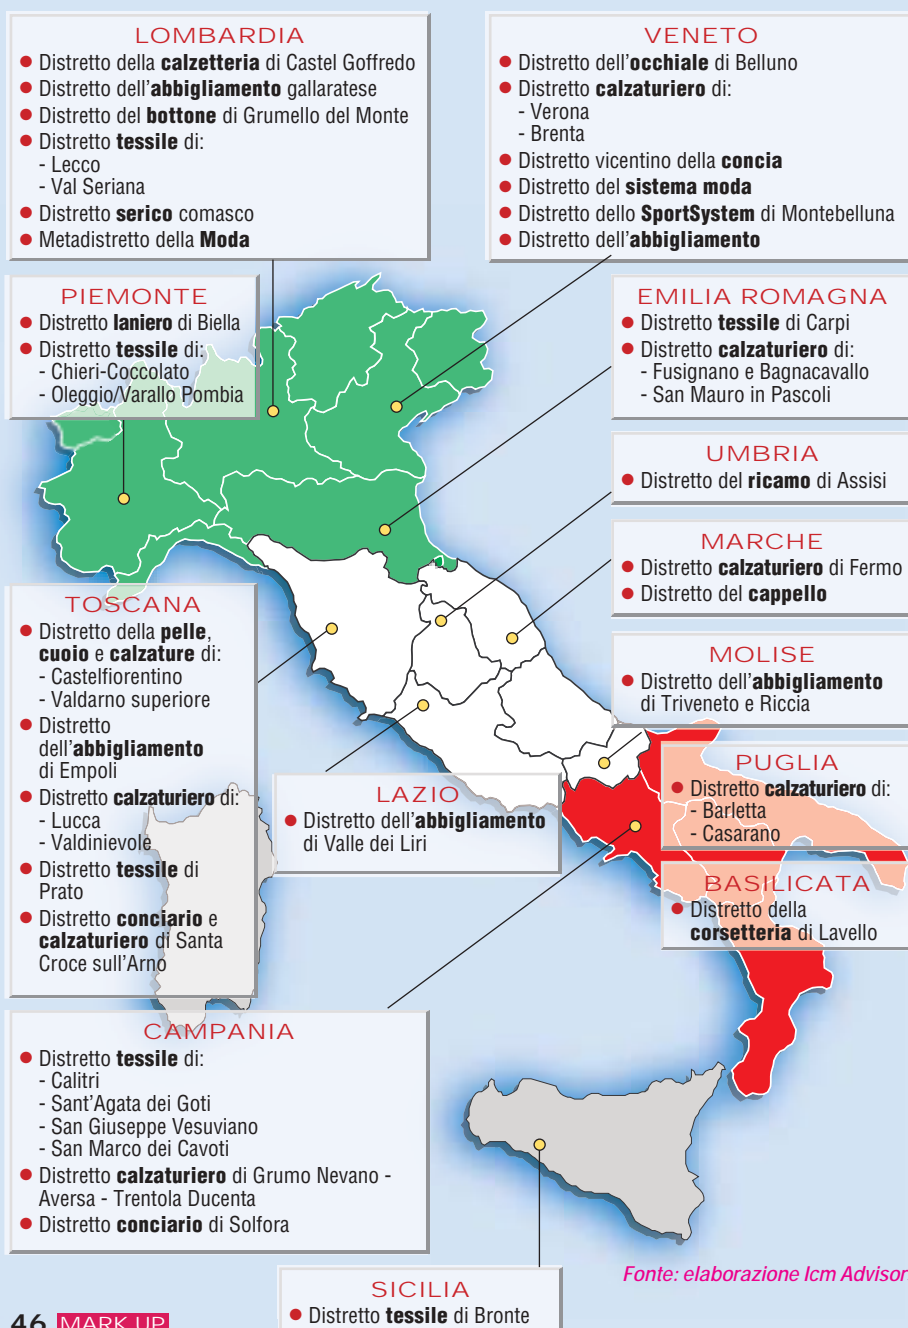 LOMBARDIA
● Distretto della calzetteria di Castel Goffredo
● Distretto dell'abbigliamento gallaratese
● Distretto del bottone di Grumello del Monte
● Distretto tessile di:
- Lecco
- Val Seriana
● Distretto serico comasco
● Metadistretto della Moda
VENETO
● Distretto dell'occhiale di Belluno
● Distretto calzaturiero di:
- Verona
- Brenta
● Distretto vicentino della concia
● Distretto del sistema moda
● Distretto dello SportSystem di Montebelluna
● Distretto dell'abbigliamento
PIEMONTE
● Distretto laniero di Biella
● Distretto tessile di:
- Chieri-Coccolato
- Oleggio/Varallo Pombia
EMILIA ROMAGNA
● Distretto tessile di Carpi
● Distretto calzaturiero di:
- Fusignano e Bagnacavallo
- San Mauro in Pascoli
UMBRIA
● Distretto del ricamo di Assisi
MARCHE
● Distretto calzaturiero di Fermo
● Distretto del cappello
TOSCANA
● Distretto della pelle,
cuoio e calzature di:
- Castelfiorentino
- Valdarno superiore
● Distretto
dell'abbigliamento
di Empoli
● Distretto calzaturiero di:
- Lucca
- Valdinievole
● Distretto tessile di
Prato
● Distretto conciario e
calzaturiero di Santa
Croce sull'Arno
MOLISE
● Distretto dell'abbigliamento
di Triveneto e Riccia
PUGLIA
● Distretto calzaturiero di:
- Barletta
- Casarano
LAZIO
● Distretto dell'abbigliamento
di Valle dei Liri
BASILICATA
● Distretto della
corsetteria di Lavello
CAMPANIA
● Distretto tessile di:
- Calitri
- Sant'Agata dei Goti
- San Giuseppe Vesuviano
- San Marco dei Cavoti
● Distretto calzaturiero di Grumo Nevano -
Aversa - Trentola Ducenta
● Distretto conciario di Solfora
SICILIA
● Distretto tessile di Bronte
Fonte: elaborazione Icm Advisor
46 MARK UP